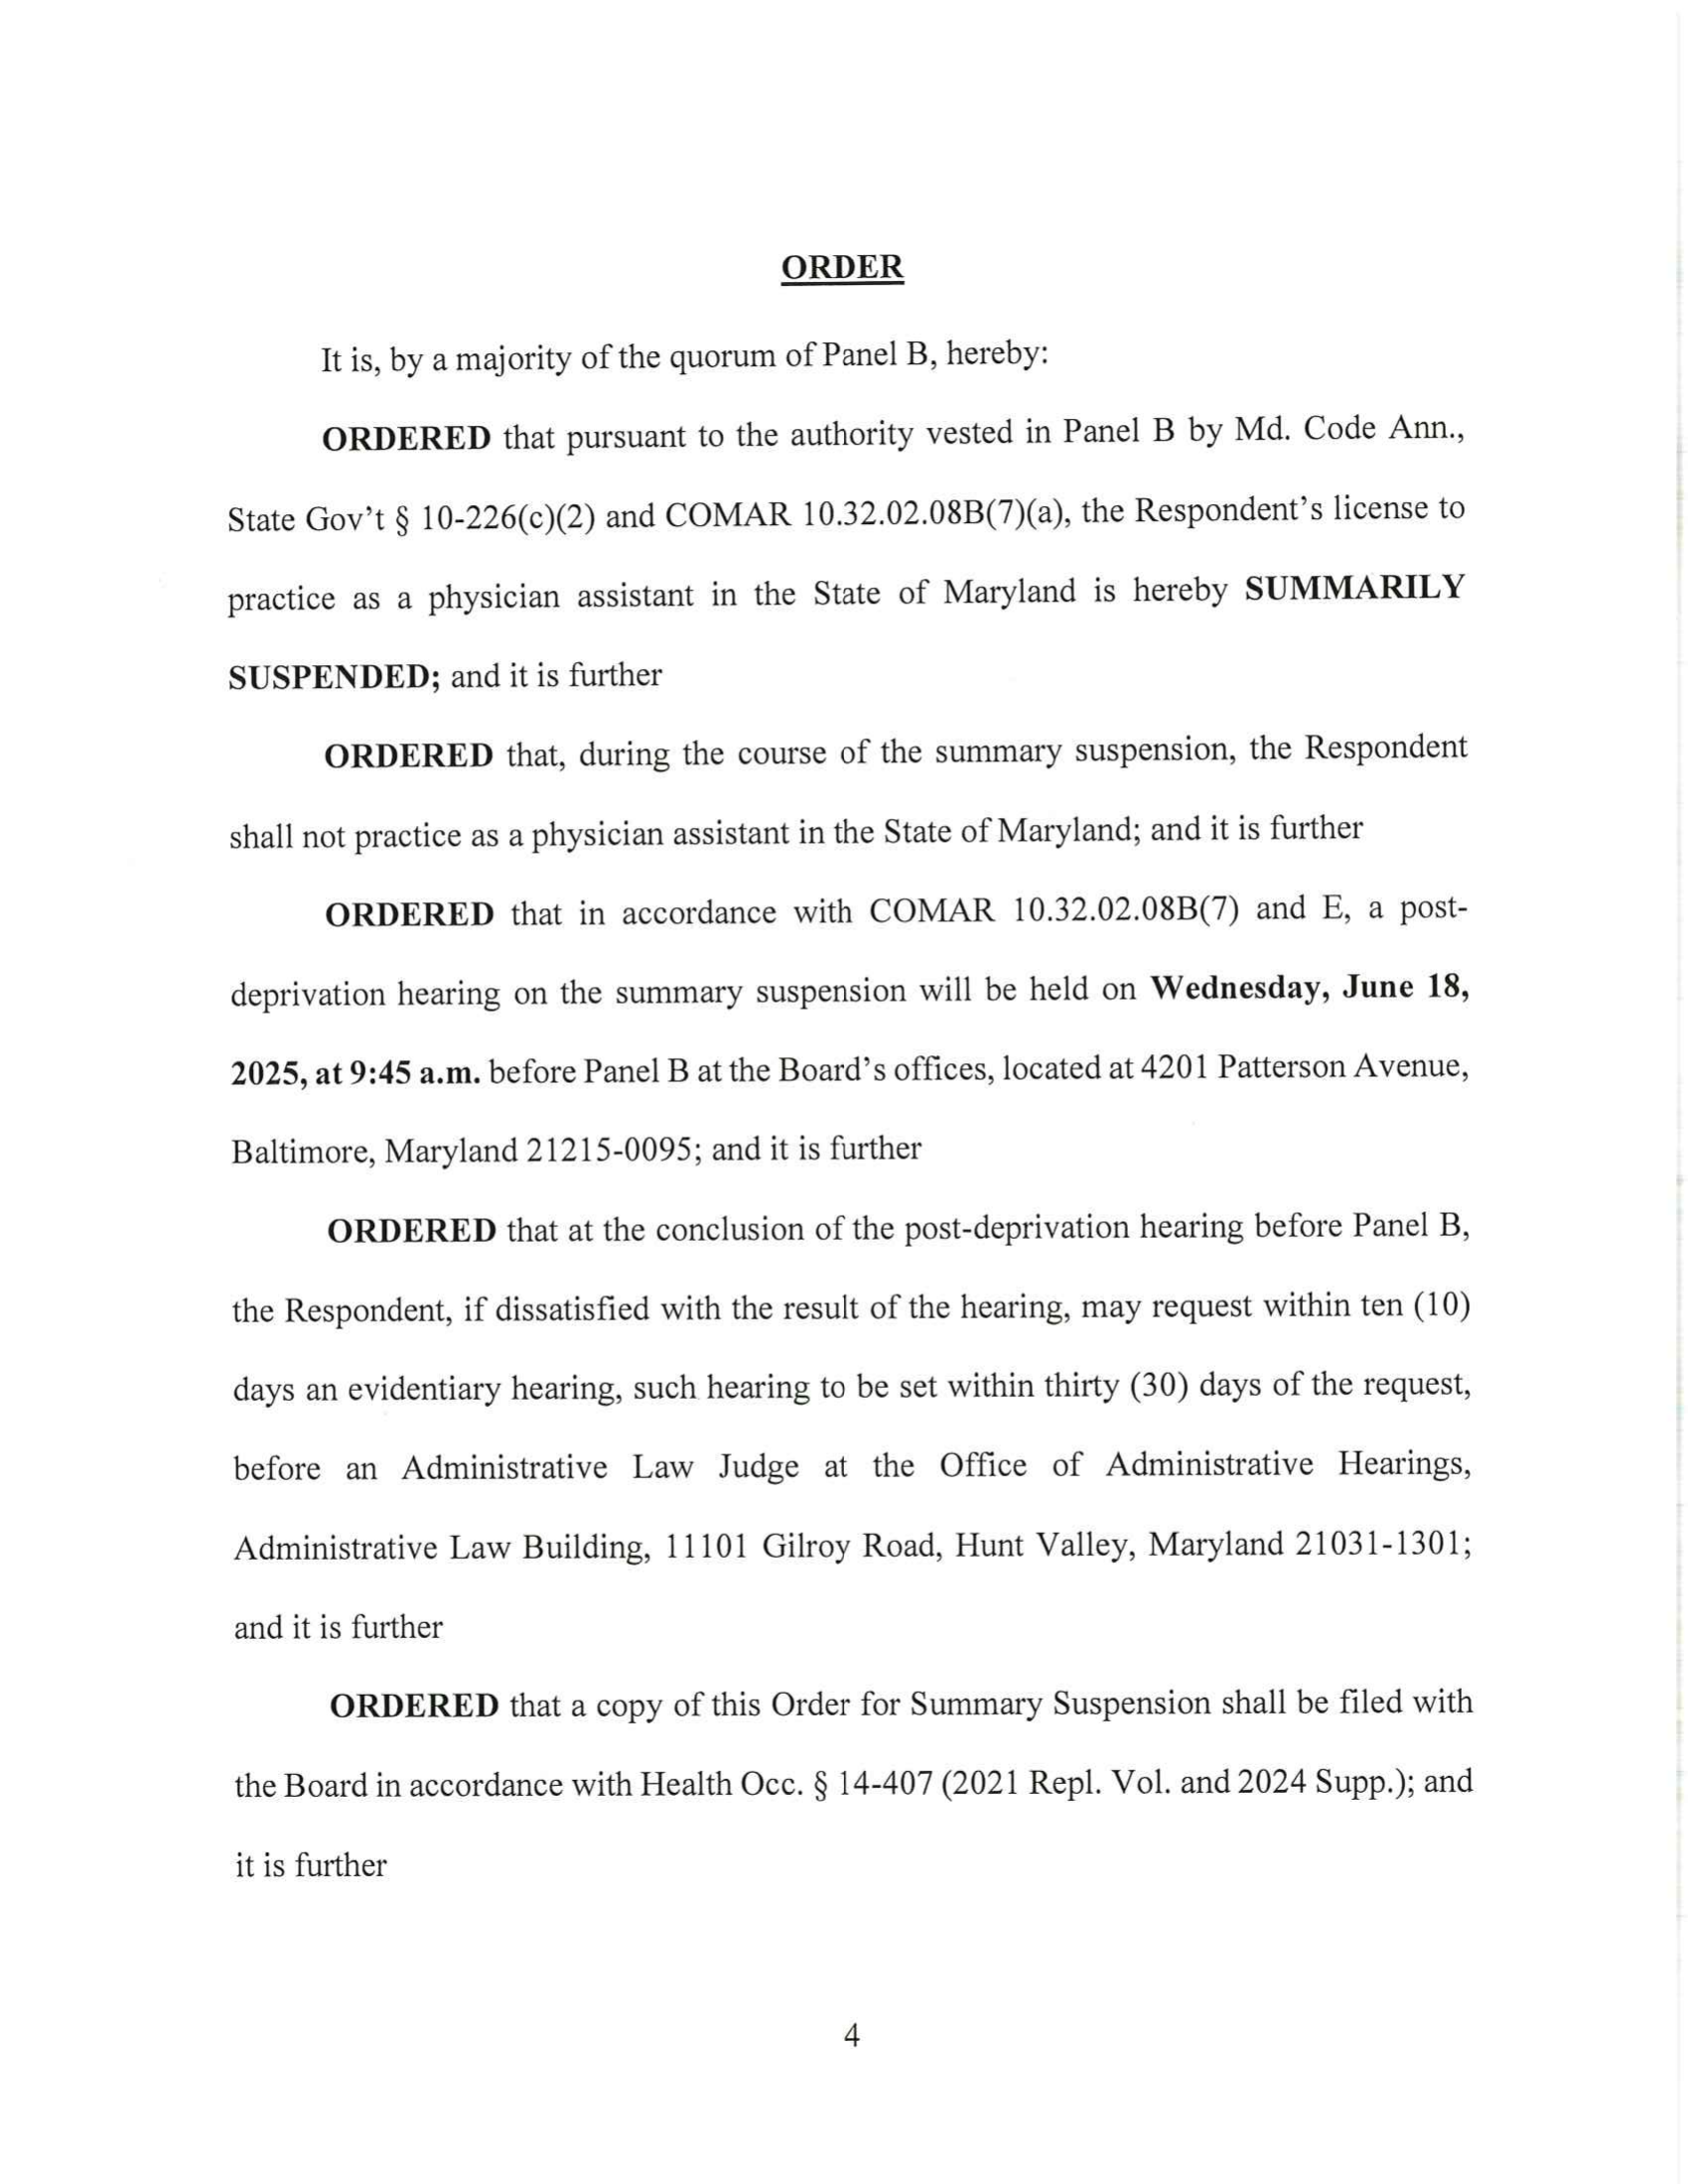 ORDER
It is, by a majority of the quorum of Panel B, hereby:
ORDERED that pursuant to the authority vested in Panel B by Md. Code Ann.,
State Gov't § 10-226(c)(2) and COMAR 10.32.02.08B(7)(a), the Respondent's license to
practice as a physician assistant in the State of Maryland is hereby SUMMARILY
SUSPENDED; and it is further
ORDERED that, during the course of the summary suspension, the Respondent
shall not practice as a physician assistant in the State of Maryland; and it is further
ORDERED that in accordance with COMAR 10.32.02.08B(7) and E, a post-
deprivation hearing on the summary suspension will be held on Wednesday, June 18,
2025, at 9:45 a.m. before Panel B at the Board's offices, located at 4201 Patterson Avenue,
Baltimore, Maryland 21215-0095; and it is further
ORDERED that at the conclusion of the post-deprivation hearing before Panel B,
the Respondent, if dissatisfied with the result of the hearing, may request within ten (10)
days an evidentiary hearing, such hearing to be set within thirty (30) days of the request,
before an Administrative Law Judge at the Office of Administrative Hearings,
Administrative Law Building, 11101 Gilroy Road, Hunt Valley, Maryland 21031-1301;
and it is further
ORDERED that a copy of this Order for Summary Suspension shall be filed with
the Board in accordance with Health Occ. § 14-407 (2021 Repl. Vol. and 2024 Supp.); and
it is further
4